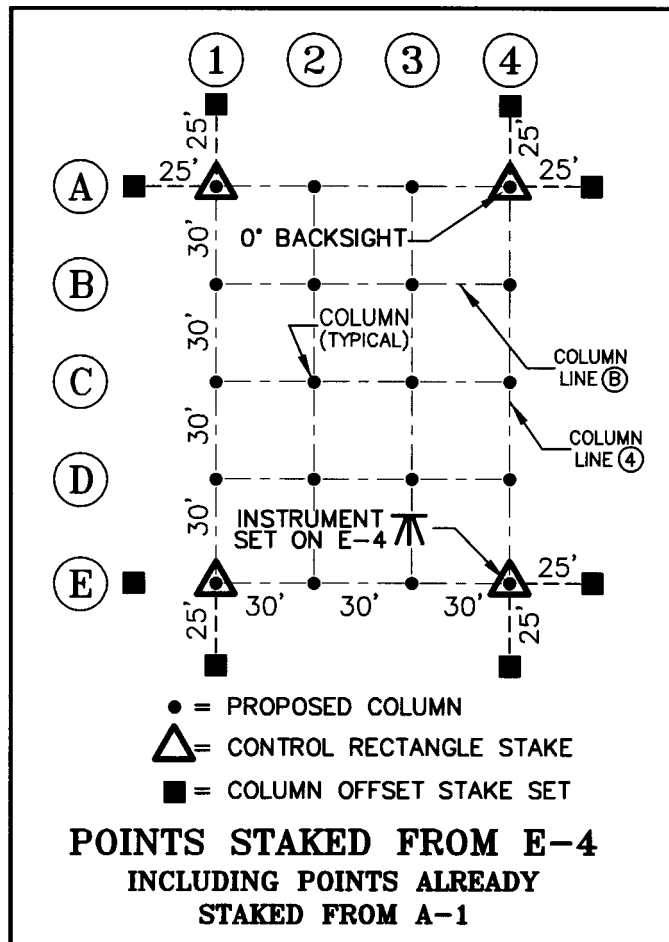 1 2 3 4
25' 25'
25' 25'
A
0° BACKSIGHT
30'
B
COLUMN
(TYPICAL)
30'
COLUMN
LINE B
C
30'
COLUMN
LINE 4
D
INSTRUMENT
SET ON E-4
30'
E
25'
30' 30' 30'
25' 25'
= PROPOSED COLUMN
= CONTROL RECTANGLE STAKE
= COLUMN OFFSET STAKE SET
POINTS STAKED FROM E-4
INCLUDING POINTS ALREADY
STAKED FROM A-1